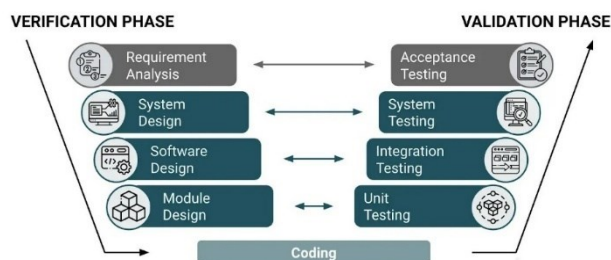 VERIFICATION PHASE
VALIDATION PHASE
Requirement
Analysis
Acceptance
Testing
System
Design
System
Testing
Software
Design
Integration
Testing
Module
Design
Unit
Testing
Coding